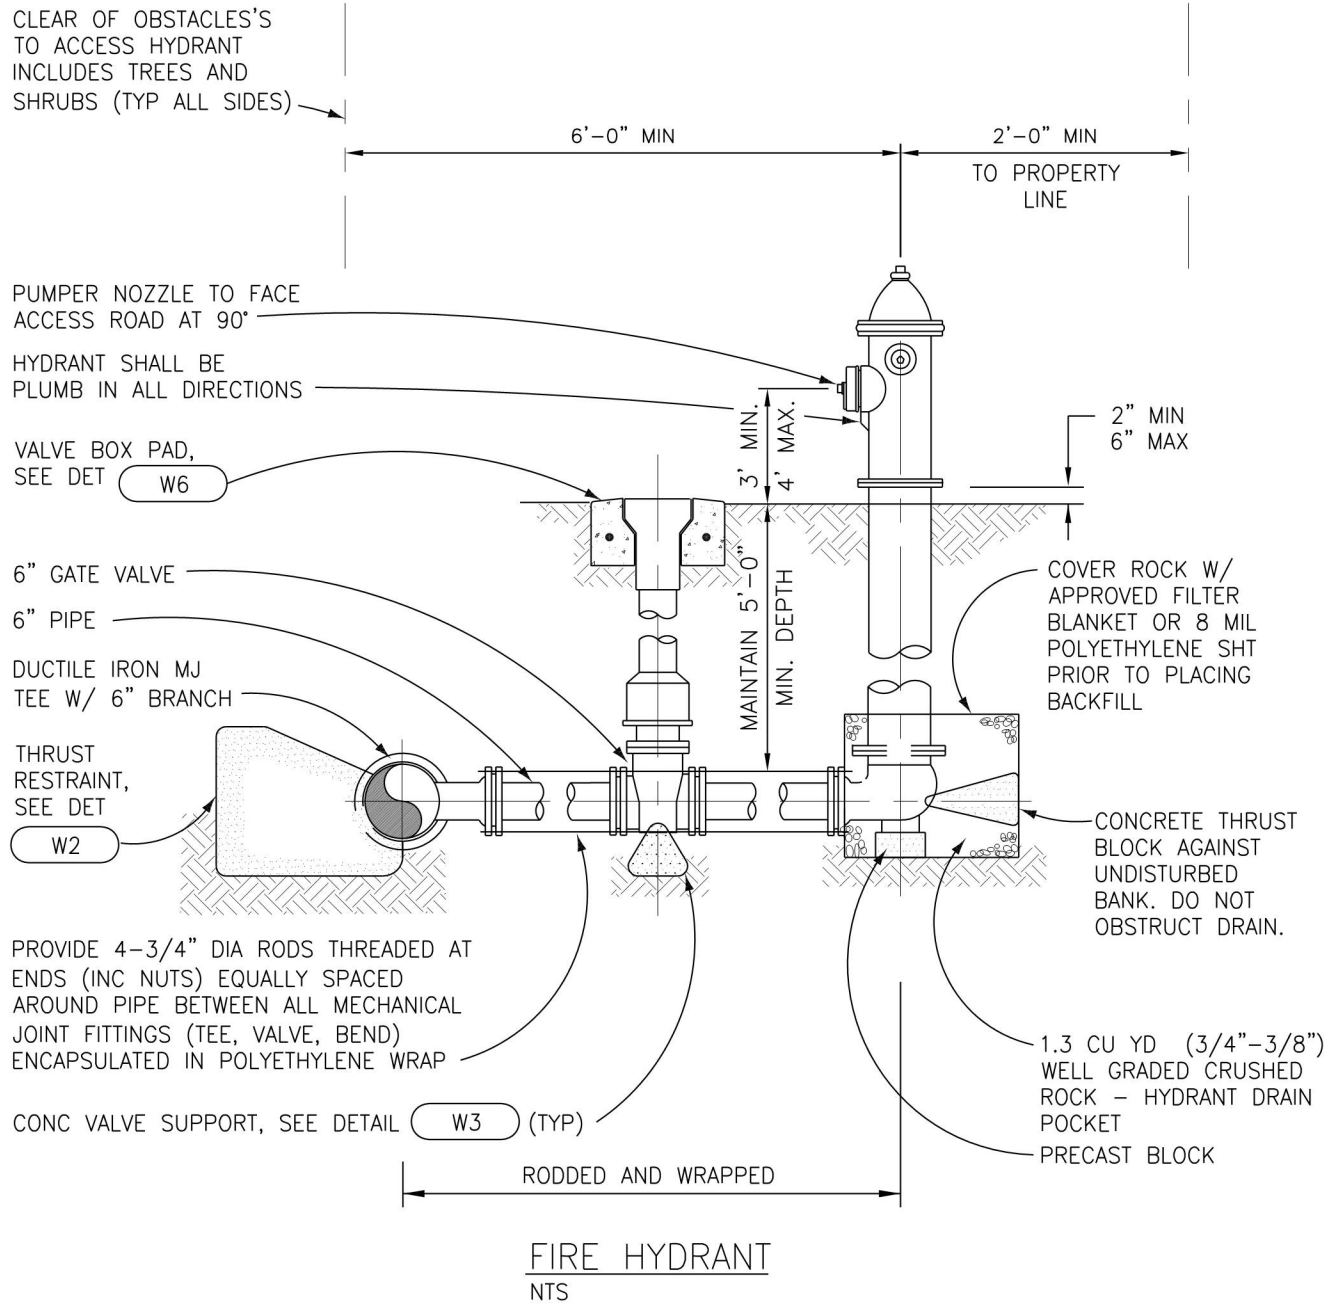 CLEAR OF OBSTACLES'S
TO ACCESS HYDRANT
INCLUDES TREES AND
SHRUBS (TYP ALL SIDES)
6'-0" MIN
2'-0" MIN
TO PROPERTY
LINE
PUMPER NOZZLE TO FACE
ACCESS ROAD AT 90°
HYDRANT SHALL BE
PLUMB IN ALL DIRECTIONS
3' MIN.
4' MAX.
2" MIN
6" MAX
VALVE BOX PAD,
SEE DET W6
MAINTAIN 5'-0"
MIN. DEPTH
6" GATE VALVE
6" PIPE
DUCTILE IRON MJ
TEE W/ 6" BRANCH
THRUST
RESTRAINT,
SEE DET
W2
COVER ROCK W/
APPROVED FILTER
BLANKET OR 8 MIL
POLYETHYLENE SHT
PRIOR TO PLACING
BACKFILL
CONCRETE THRUST
BLOCK AGAINST
UNDISTURBED
BANK. DO NOT
OBSTRUCT DRAIN.
PROVIDE 4-3/4" DIA RODS THREADED AT
ENDS (INC NUTS) EQUALLY SPACED
AROUND PIPE BETWEEN ALL MECHANICAL
JOINT FITTINGS (TEE, VALVE, BEND)
ENCAPSULATED IN POLYETHYLENE WRAP
1.3 CU YD (3/4"-3/8")
WELL GRADED CRUSHED
ROCK - HYDRANT DRAIN
POCKET
PRECAST BLOCK
CONC VALVE SUPPORT, SEE DETAIL W3 (TYP)
RODDED AND WRAPPED
FIRE HYDRANT
NTS